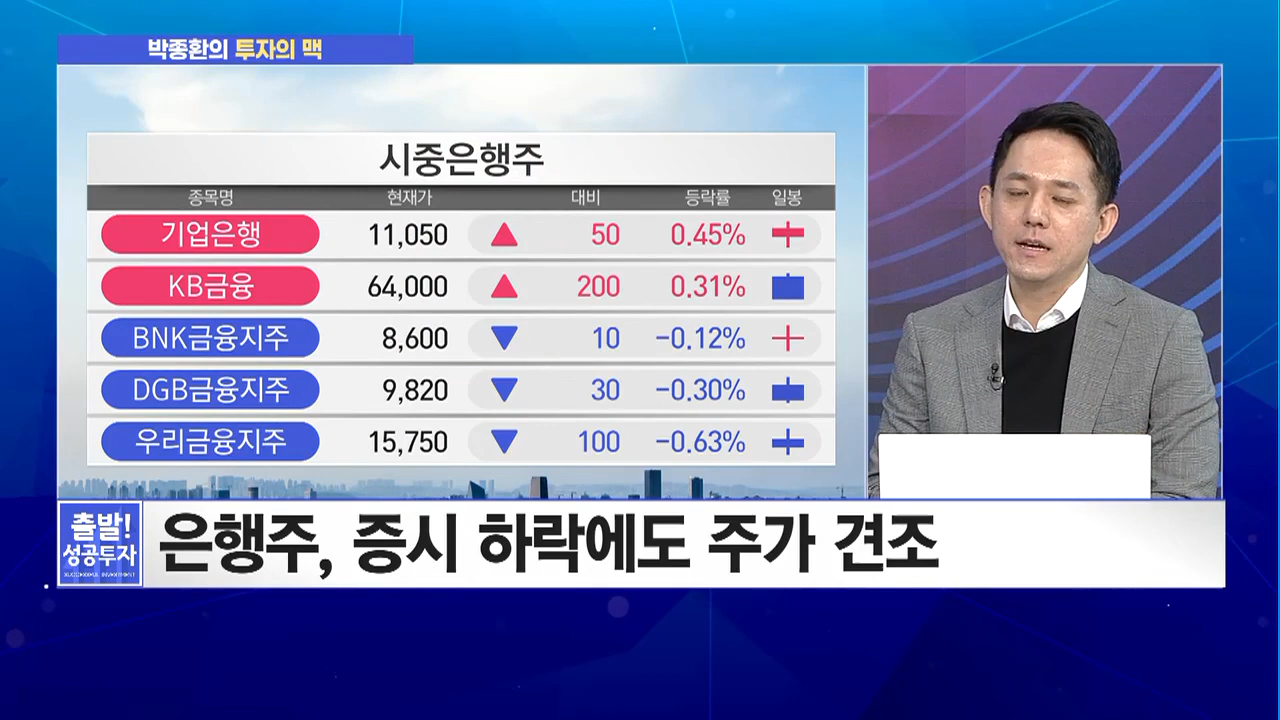 박종환의 투자의 맥
시중은행주
종목명 현재가 대비 등락률 일봉
기업은행 11,050 ▲ 50 0.45%
KB금융 64,000 ▲ 200 0.31%
BNK금융지주 8,600 ▼ 10 -0.12%
DGB금융지주 9,820 ▼ 30 -0.30%
우리금융지주 15,750 ▼ 100 -0.63%
출발!
성공투자
은행주, 증시 하락에도 주가 견조